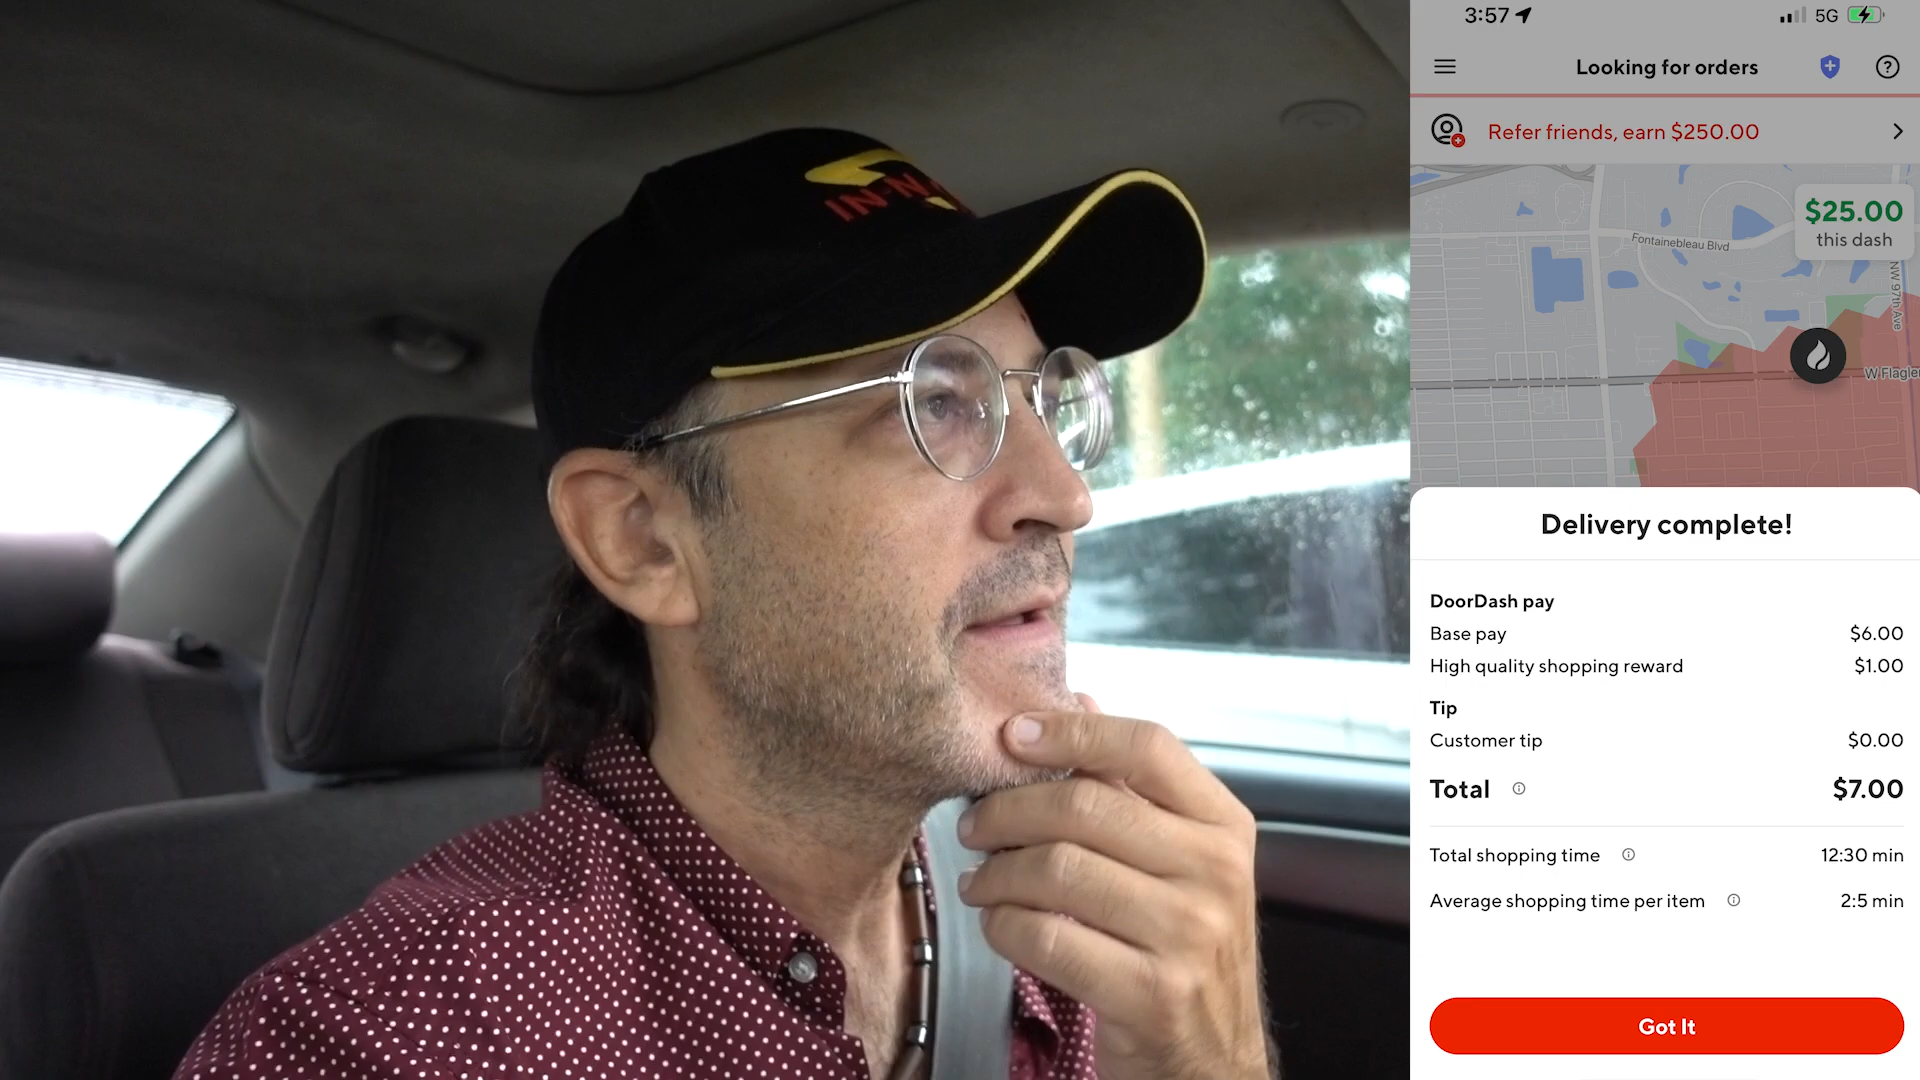 IN-N
3:57
5G
Looking for orders
Refer friends, earn $250.00
$25.00
this dash
Fontainebleau Blvd
NW 97th Ave
W Flagler
Delivery complete!
DoorDash pay
Base pay $6.00
High quality shopping reward $1.00
Tip
Customer tip $0.00
Total $7.00
Total shopping time 12:30 min
Average shopping time per item 2:5 min
Got It